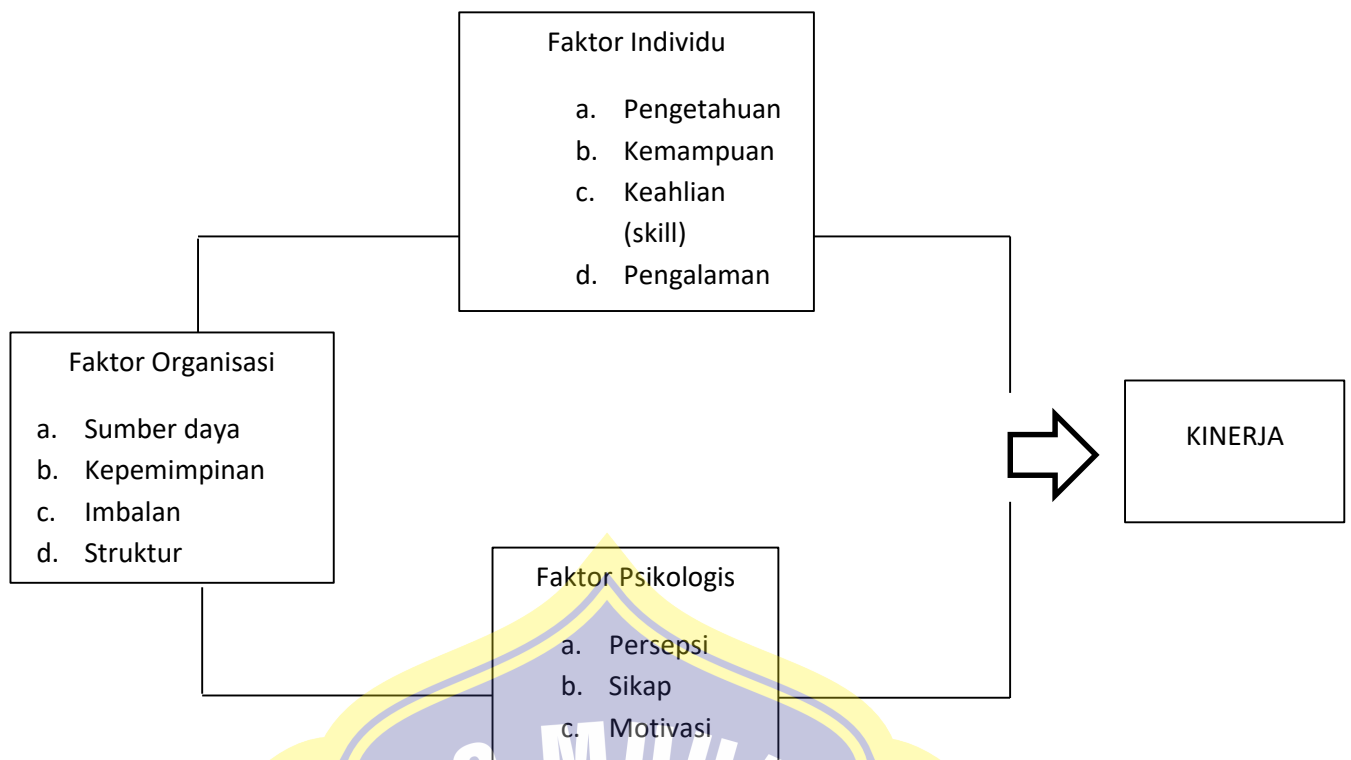 Faktor Individu
a. Pengetahuan
b. Kemampuan
c. Keahlian
(skill)
d. Pengalaman
Faktor Organisasi
a. Sumber daya
b. Kepemimpinan
c. Imbalan
d. Struktur
KINERJA
Faktor Psikologis
a. Persepsi
b. Sikap
c. Motivasi